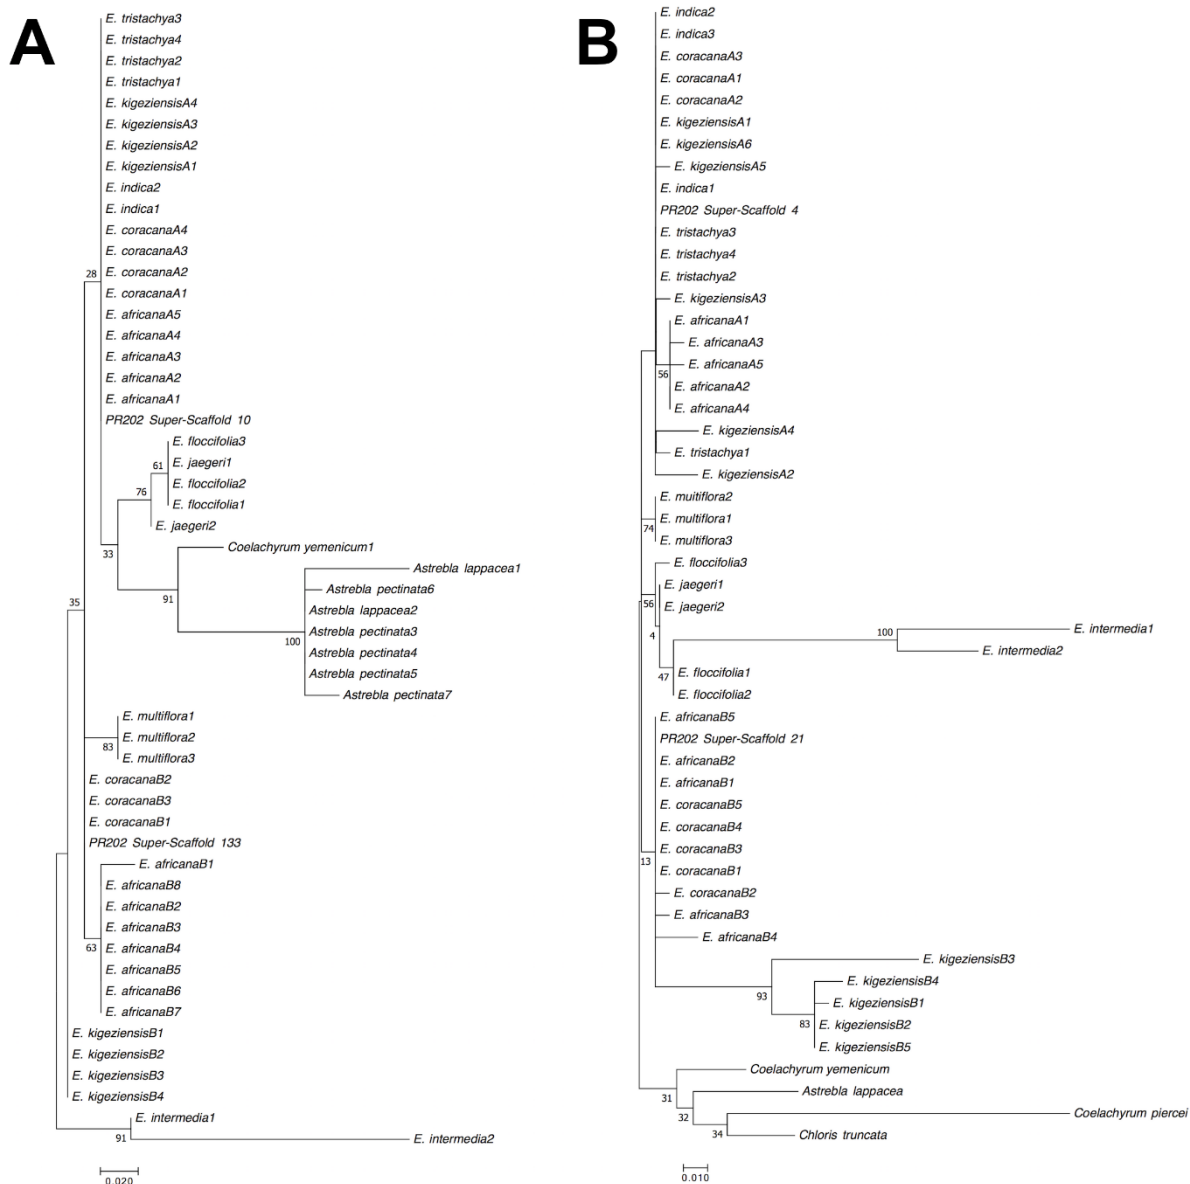 A
E. tristachya3
E. tristachya4
E. tristachya2
E. tristachya1
E. kigeziensisA4
E. kigeziensisA3
E. kigeziensisA2
E. kigeziensisA1
E. indica2
E. indica1
E. coracanaA4
E. coracanaA3
E. coracanaA2
28
E. coracanaA1
E. africanaA5
E. africanaA4
E. africanaA3
E. africanaA2
E. africanaA1
PR202 Super-Scaffold 10
E. floccifolia3
61
E. jaegeri1
E. floccifolia2
76
E. floccifolia1
E. jaegeri2
33
Coelachyrum yemenicum1
Astrebla lappacea1
Astrebla pectinata6
91
35
Astrebla lappacea2
Astrebla pectinata3
100
Astrebla pectinata4
Astrebla pectinata5
Astrebla pectinata7
E. multiflora1
E. multiflora2
83
E. multiflora3
E. coracanaB2
E. coracanaB3
E. coracanaB1
PR202 Super-Scaffold 133
E. africanaB1
E. africanaB8
E. africanaB2
E. africanaB3
63
E. africanaB4
E. africanaB5
E. africanaB6
E. africanaB7
E. kigeziensisB1
E. kigeziensisB2
E. kigeziensisB3
E. kigeziensisB4
E. intermedia1
91
E. intermedia2
0.020
B
E. indica2
E. indica3
E. coracanaA3
E. coracanaA1
E. coracanaA2
E. kigeziensisA1
E. kigeziensisA6
E. kigeziensisA5
E. indica1
PR202 Super-Scaffold 4
E. tristachya3
E. tristachya4
E. tristachya2
E. kigeziensisA3
E. africanaA1
E. africanaA3
E. africanaA5
56
E. africanaA2
E. africanaA4
E. kigeziensisA4
E. tristachya1
E. kigeziensisA2
E. muitiflora2
E. multiflora1
74
E. multiflora3
E. floccifolia3
E. jaegeri1
56
E. jaegeri2
4
E. intermedia1
100
E. intermedia2
E. floccifolia1
47
E. floccifolia2
E. africanaB5
PR202 Super-Scaffold 21
E. africanaB2
E. africanaB1
E. coracanaB5
E. coracanaB4
E. coracanaB3
13
E. coracanaB1
E. coracanaB2
E. africanaB3
E. africanaB4
E. kigeziensisB3
E. kigeziensisB4
93
E. kigeziensisB1
83
E. kigeziensisB2
E. kigeziensisB5
Coelachyrum yemenicum
Astrebla lappacea
31
Coelachyrum piercei
32
34
Chloris truncata
0.010